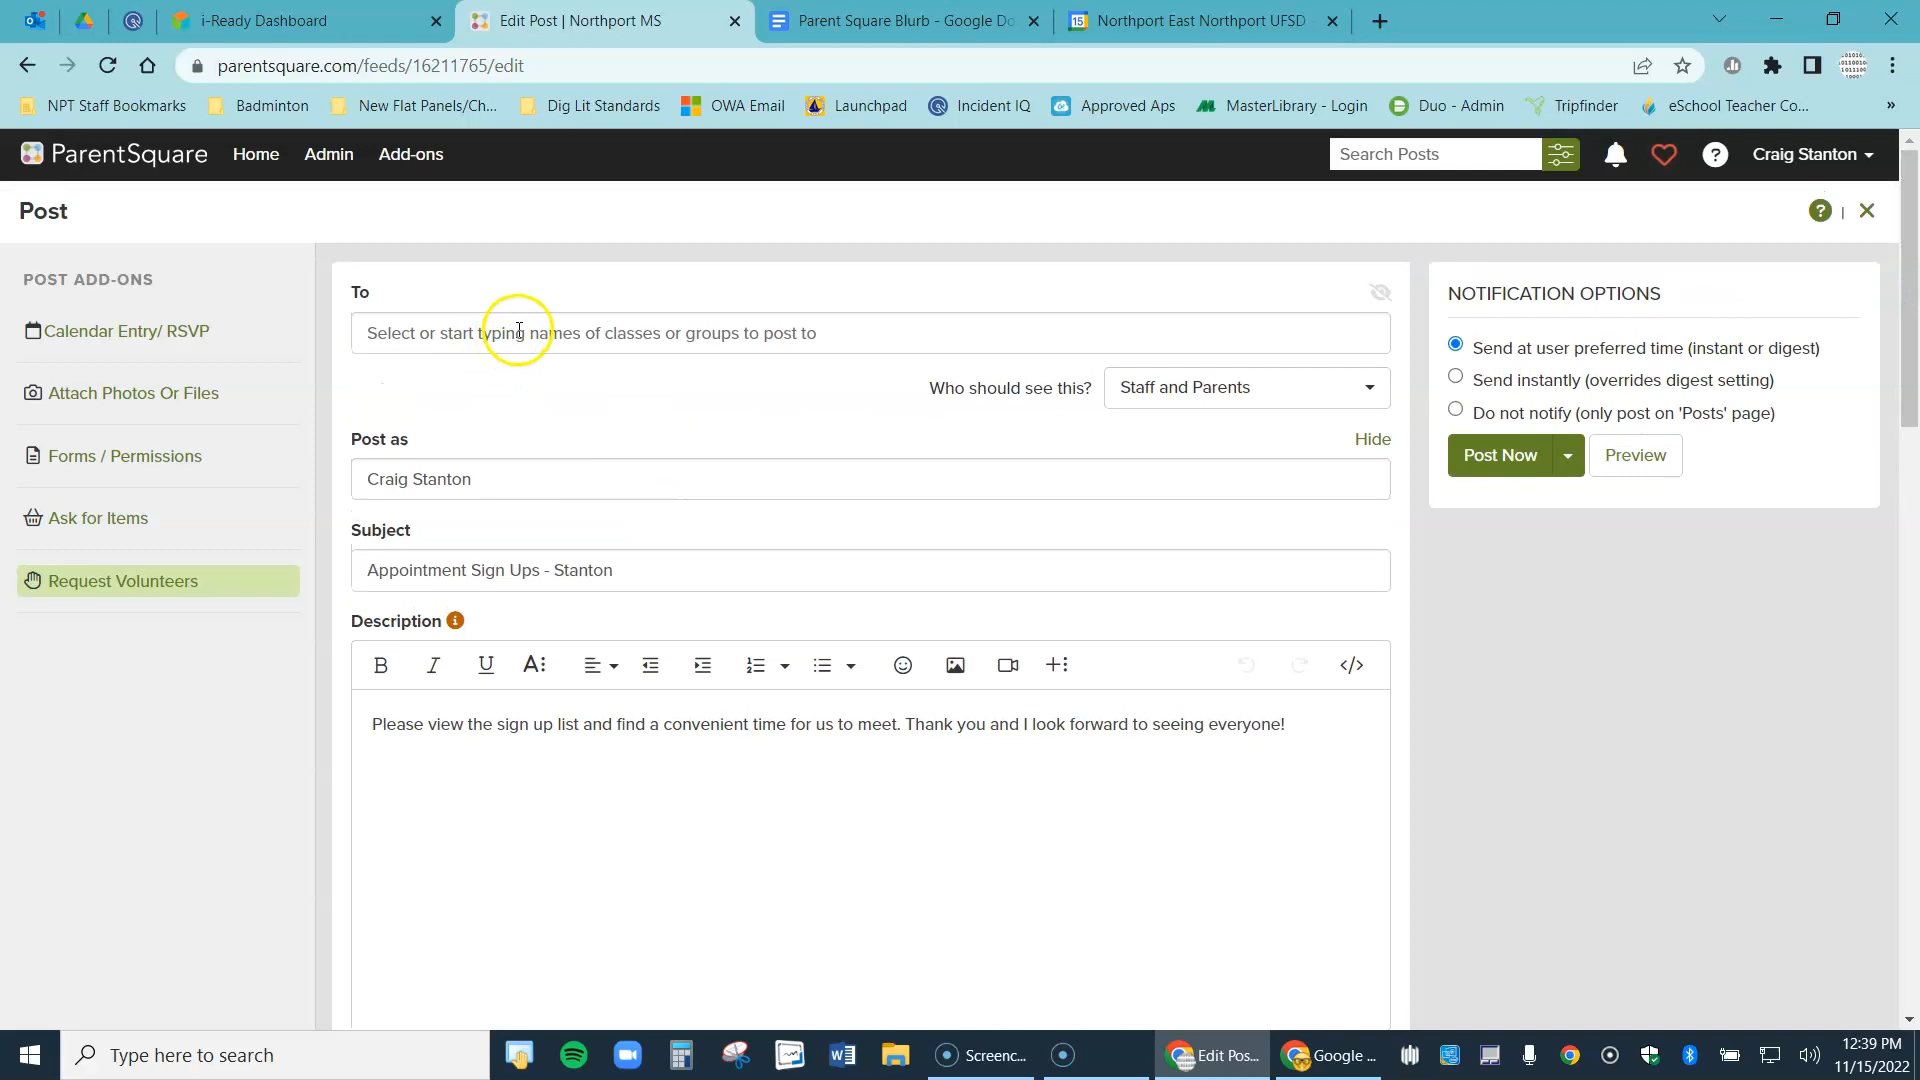 i-Ready Dashboard
Edit Post | Northport MS
Parent Square Blurb - Google Do
15
Northport East Northport UFSD
parentsquare.com/feeds/16211765/edit
NPT Staff Bookmarks
Badminton
New Flat Panels/Ch...
Dig Lit Standards
OWA Email
Launchpad
Incident IQ
Approved Aps
MasterLibrary - Login
Duo - Admin
Tripfinder
eSchool Teacher Co...
»
ParentSquare
Home
Admin
Add-ons
Search Posts
?
Craig Stanton
Post
? |
POST ADD-ONS
Calendar Entry/ RSVP
Attach Photos Or Files
Forms / Permissions
Ask for Items
Request Volunteers
To
Select or start typing names of classes or groups to post to
Who should see this?
Staff and Parents
Post as
Hide
Craig Stanton
Subject
Appointment Sign Ups - Stanton
Description
Please view the sign up list and find a convenient time for us to meet. Thank you and I look forward to seeing everyone!
NOTIFICATION OPTIONS
Send at user preferred time (instant or digest)
Send instantly (overrides digest setting)
Do not notify (only post on 'Posts' page)
Post Now
Preview
Type here to search
Screenc...
Edit Pos...
Google ...
12:39 PM
11/15/2022